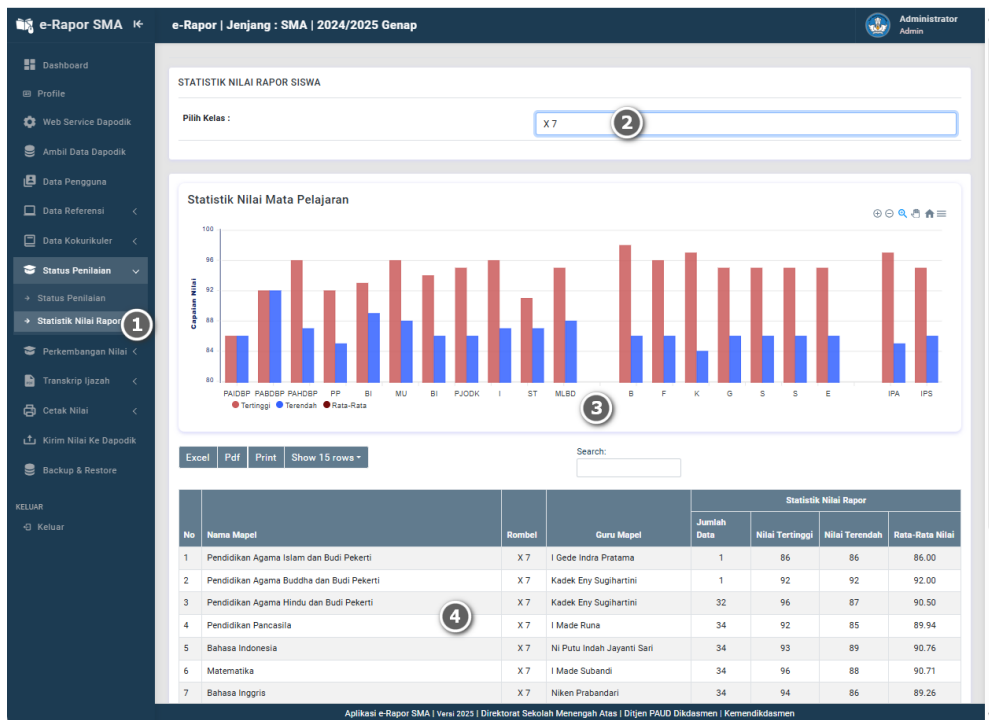 e-Rapor SMA
e-Rapor | Jenjang : SMA | 2024/2025 Genap
Administrator
Admin
Dashboard
Profile
Web Service Dapodik
Ambil Data Dapodik
Data Pengguna
Data Referensi
Data Kokurikuler
Status Penilaian
Status Penilaian
Statistik Nilai Rapor
1
Perkembangan Nilai
Transkrip Ijazah
Cetak Nilai
Kirim Nilai Ke Dapodik
Backup & Restore
KELUAR
Keluar
STATISTIK NILAI RAPOR SISWA
Pilih Kelas :
X 7
2
Statistik Nilai Mata Pelajaran
100
96
92
88
84
80
Capaian Nilai
PAIDBP PABDBP PAHDBP PP BI MU BI PJODK I ST MLBD B F K G S S E IPA IPS
Tertinggi Terendah Rata-Rata
3
Excel Pdf Print Show 15 rows
Search:
Statistik Nilai Rapor
No Nama Mapel Rombel Guru Mapel Jumlah Data Nilai Tertinggi Nilai Terendah Rata-Rata Nilai
1 Pendidikan Agama Islam dan Budi Pekerti X 7 I Gede Indra Pratama 1 86 86 86.00
2 Pendidikan Agama Buddha dan Budi Pekerti X 7 Kadek Eny Sugihartini 1 92 92 92.00
3 Pendidikan Agama Hindu dan Budi Pekerti X 7 Kadek Eny Sugihartini 32 96 87 90.50
4
4 Pendidikan Pancasila X 7 I Made Runa 34 92 85 89.94
5 Bahasa Indonesia X 7 Ni Putu Indah Jayanti Sari 34 93 89 90.76
6 Matematika X 7 I Made Subandi 34 96 88 90.71
7 Bahasa Inggris X 7 Niken Prabandari 34 94 86 89.26
Aplikasi e-Rapor SMA | Versi 2025 | Direktorat Sekolah Menengah Atas | Ditjen PAUD Dikdasmen | Kemendikdasmen